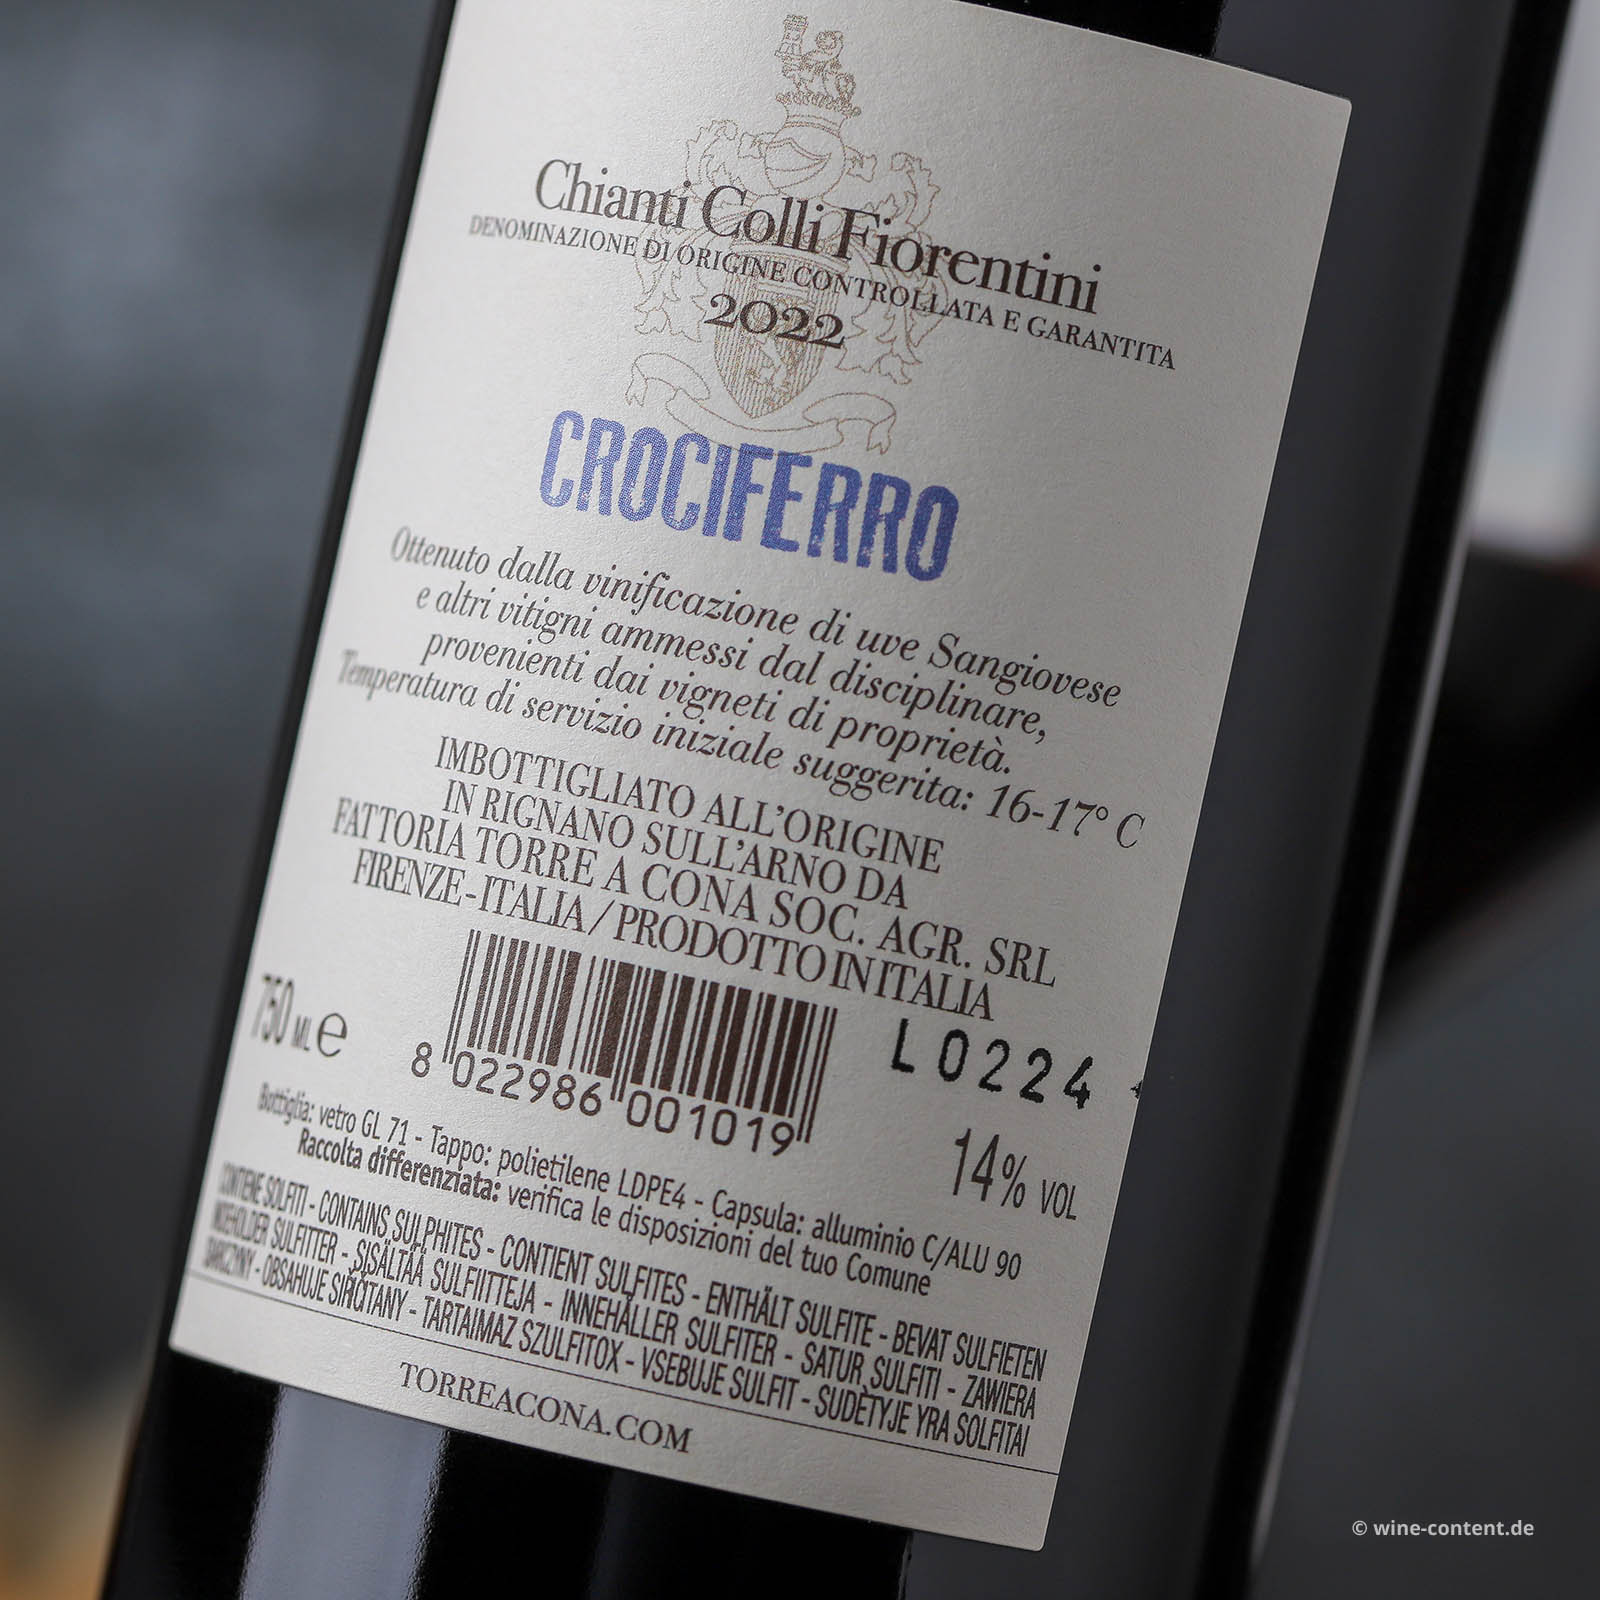 Chianti Colli Fiorentini
DENOMINAZIONE DI ORIGINE CONTROLLATA E GARANTITA
2022
CROCIFERRO
Ottenuto dalla vinificazione di uve Sangiovese
e altri vitigni ammessi dal disciplinare,
provenienti dai vigneti di proprietà.
Temperatura di servizio iniziale suggerita: 16-17° C
IMBOTTIGLIATO ALL'ORIGINE
IN RIGNANO SULL'ARNO DA
FATTORIA TORRE A CONA SOC. AGR. SRL
FIRENZE-ITALIA / PRODOTTO IN ITALIA
750 ML e
8 022986 001019
L0224
14% VOL
Bottiglia: vetro GL 71 - Tappo: polietilene LDPE4 - Capsula: alluminio C/ALU 90
Raccolta differenziata: verifica le disposizioni del tuo Comune
CONTIENE SOLFITI - CONTAINS SULPHITES - CONTIENT SULFITES - ENTHÄLT SULFITE - BEVAT SULFIETEN
INDEHOLDER SULFITTER - SISÄLTÄÄ SULFIITTEJA - INNEHÅLLER SULFITER - SATUR SULFITI - ZAWIERA
SIARCZYNY - OBSAHUJE SIŘIČITANY - TARTALMAZ SZULFITOX - VSEBUJE SULFIT - SUDĖTYJE YRA SOLFITAI
TORREACONA.COM
© wine-content.de